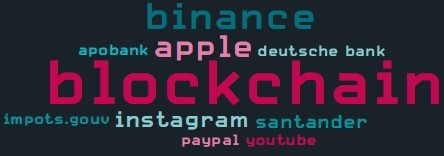 binance
apobank apple deutsche bank
blockchain
impots.gouv instagram santander
paypal youtube